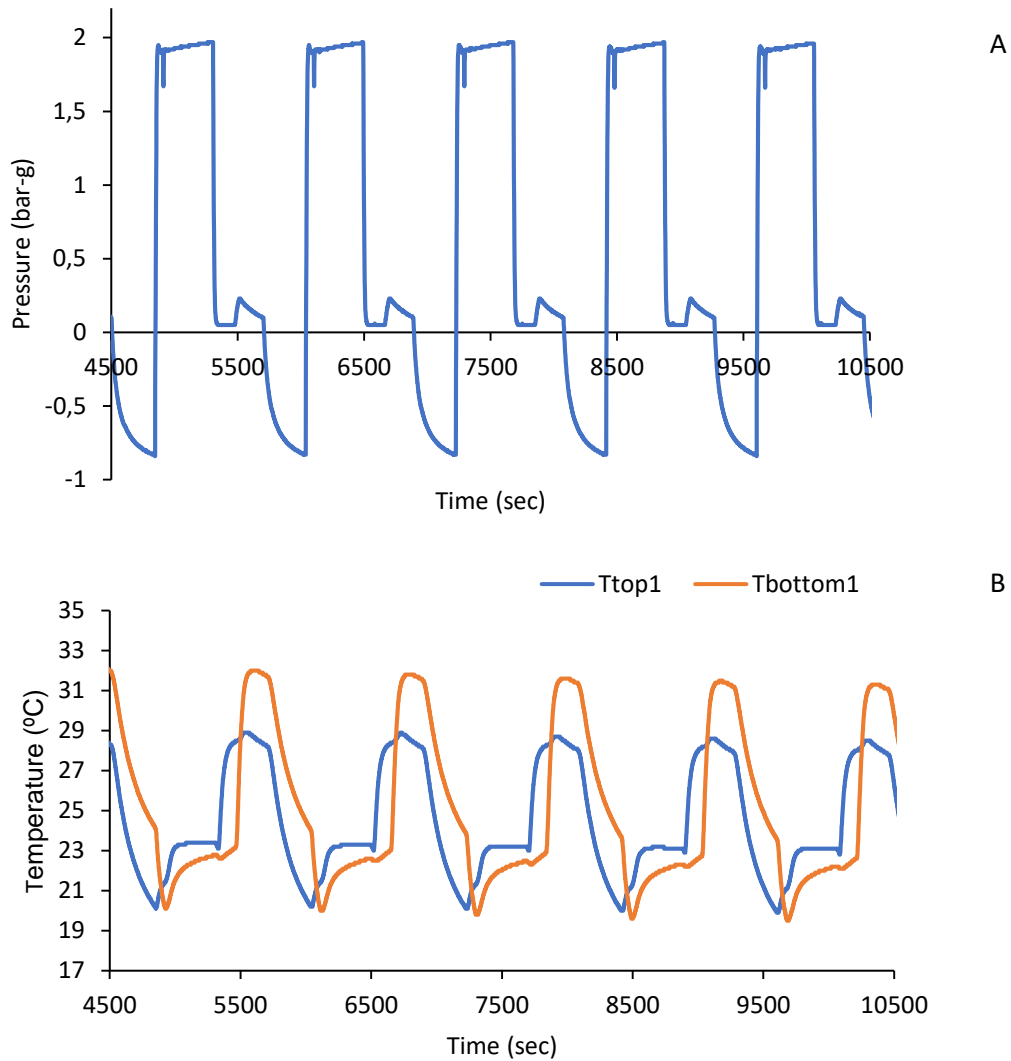 A
2
1,5
1
0,5
0
-0,5
-1
Pressure (bar-g)
4500 5500 6500 7500 8500 9500 10500
Time (sec)
Ttop1 Tbottom1
B
35
33
31
29
27
25
23
21
19
17
Temperature (ºC)
4500 5500 6500 7500 8500 9500 10500
Time (sec)